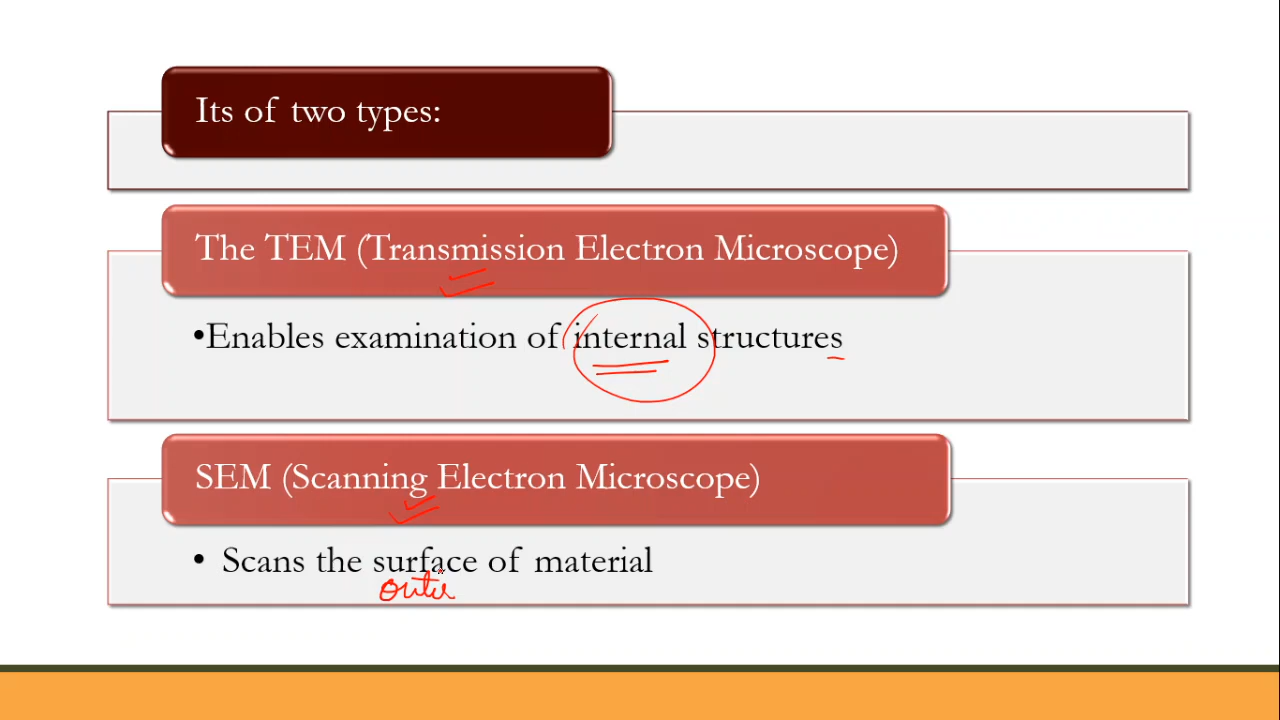 Its of two types:
The TEM (Transmission Electron Microscope)
•Enables examination of internal structures
SEM (Scanning Electron Microscope)
• Scans the surface of material